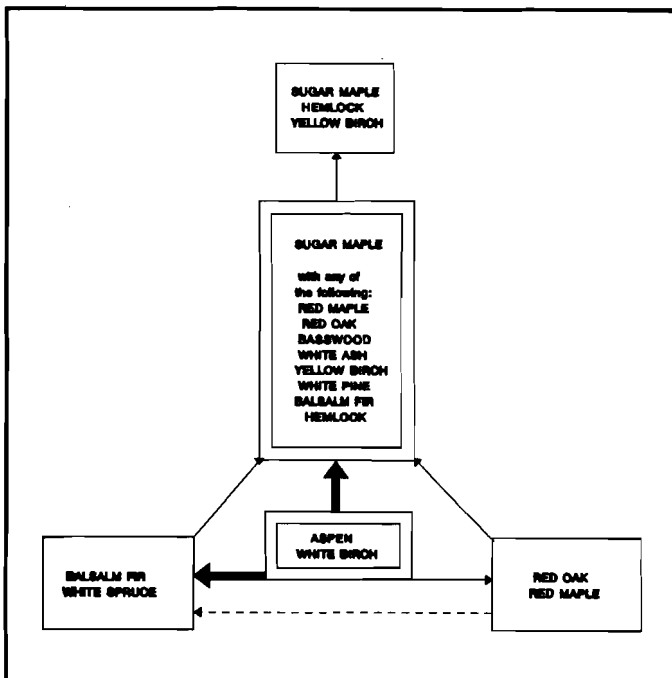 SUGAR MAPLE
HEMLOCK
YELLOW BIRCH
SUGAR MAPLE
with any of
the following:
RED MAPLE
RED OAK
BASSWOOD
WHITE ASH
YELLOW BIRCH
WHITE PINE
BALSALM FIR
HEMLOCK
ASPEN
WHITE BIRCH
BALSALM FIR
WHITE SPRUCE
RED OAK
RED MAPLE